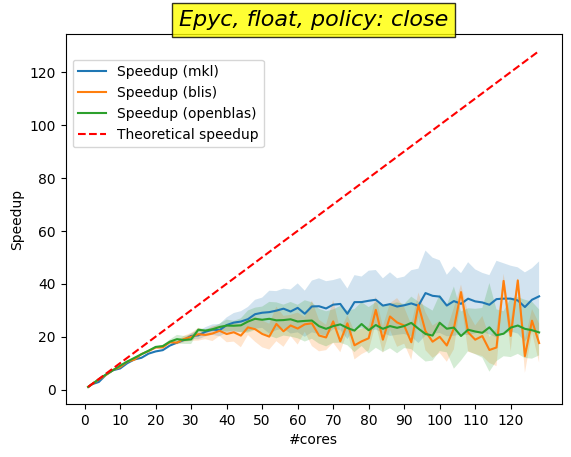 Epyc, float, policy: close
Speedup (mkl)
Speedup (blis)
Speedup (openblas)
Theoretical speedup
Speedup
120
100
80
60
40
20
0
0 10 20 30 40 50 60 70 80 90 100 110 120
#cores